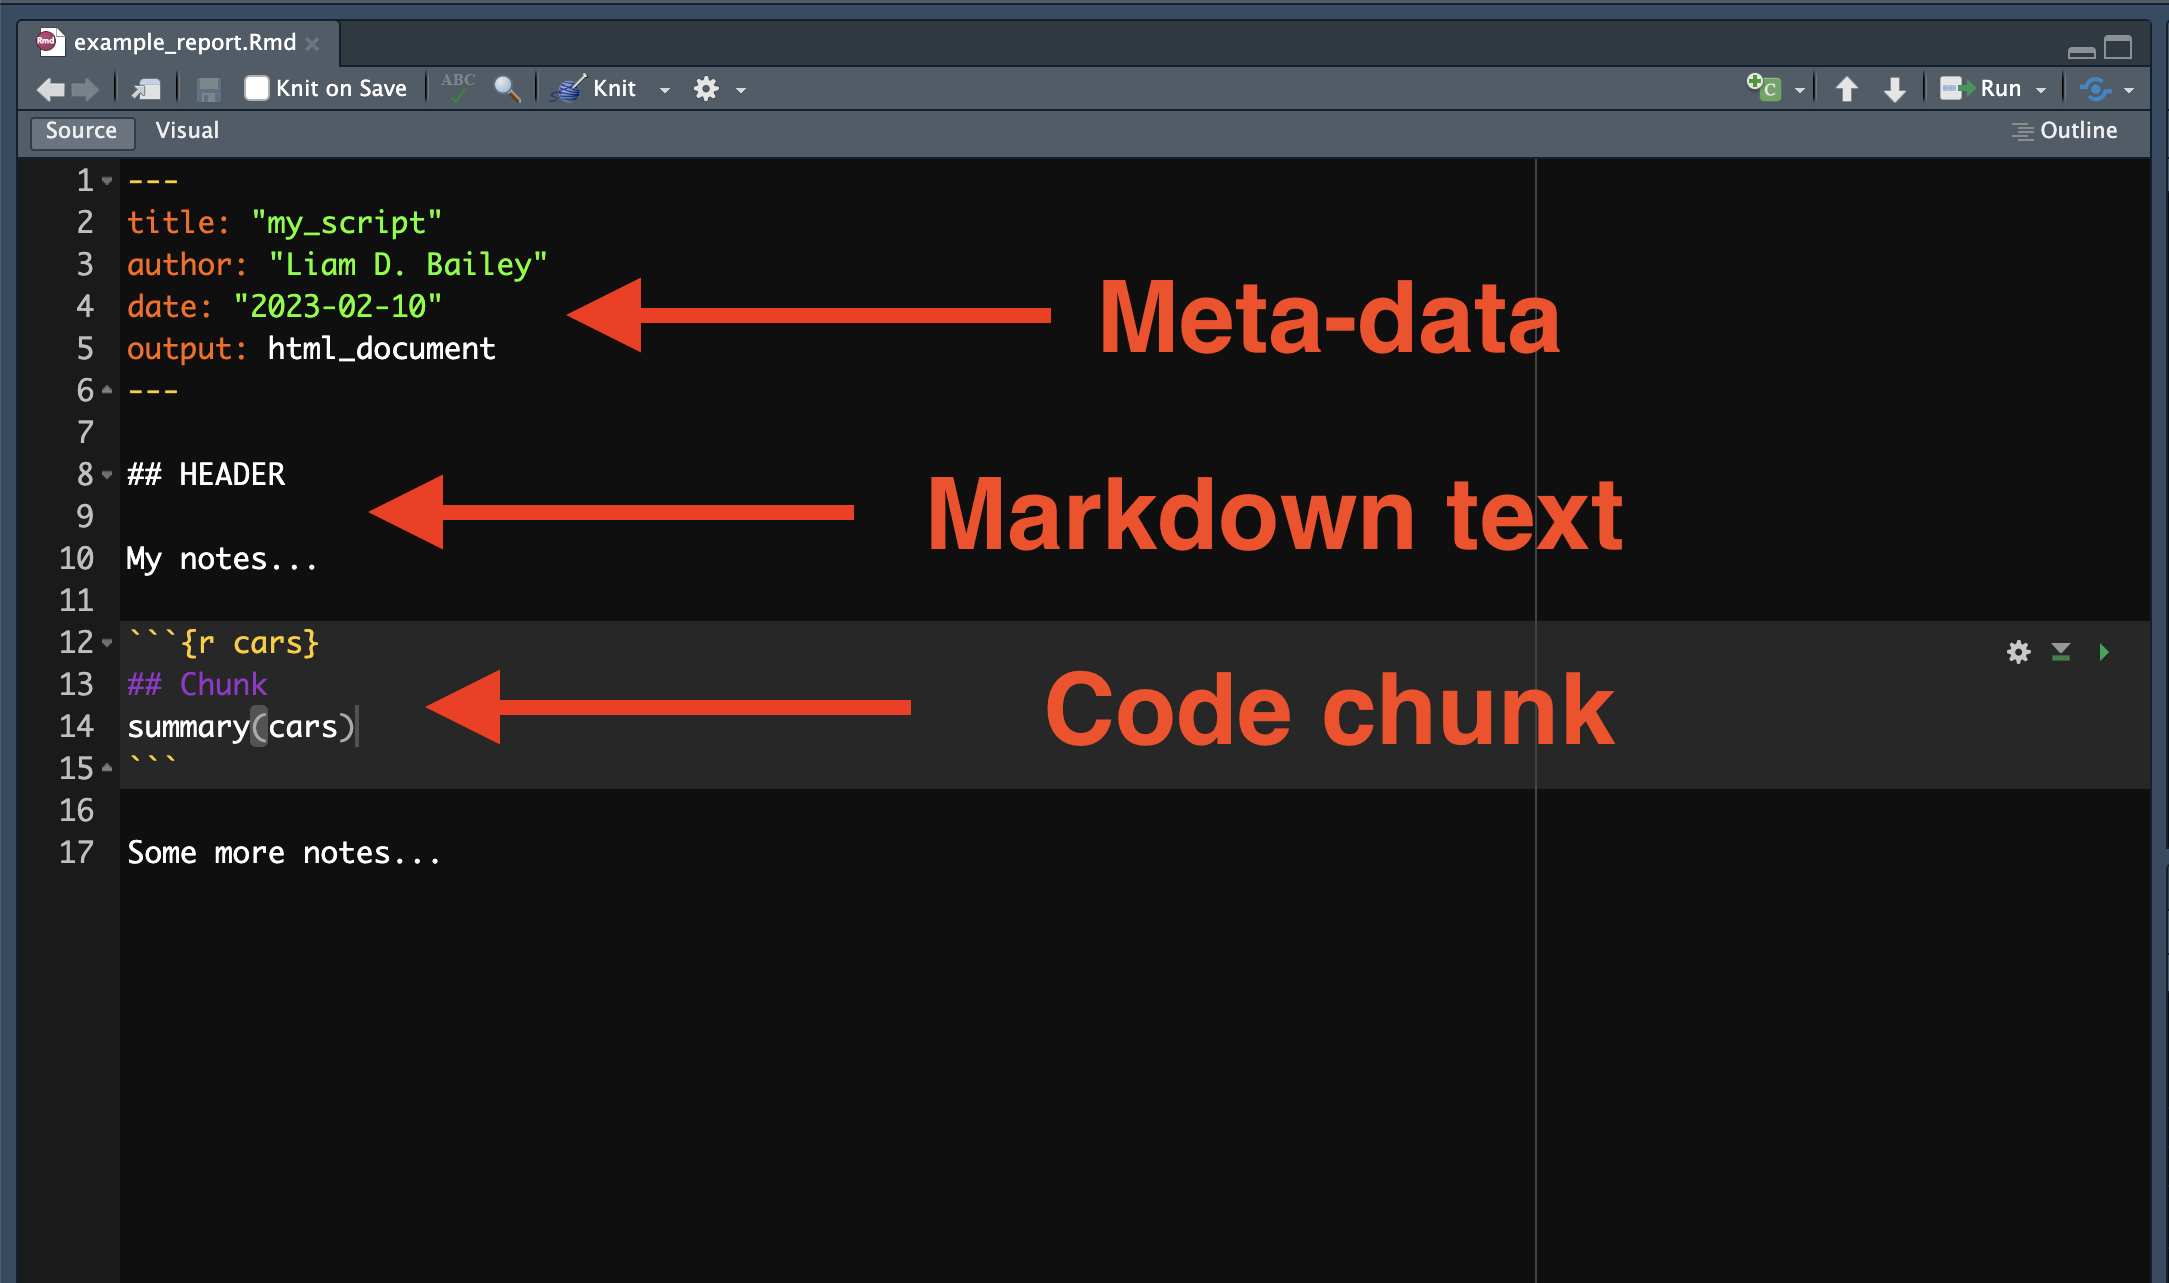 Rmd example_report.Rmd
Knit on Save ABC Knit C Run
Source Visual Outline
1 ---
2 title: "my_script"
3 author: "Liam D. Bailey"
4 date: "2023-02-10"
Meta-data
5 output: html_document
6 ---
7
8 ## HEADER
9
Markdown text
10 My notes...
11
12 ```{r cars}
13 ## Chunk
Code chunk
14 summary(cars)
15 ```
16
17 Some more notes...